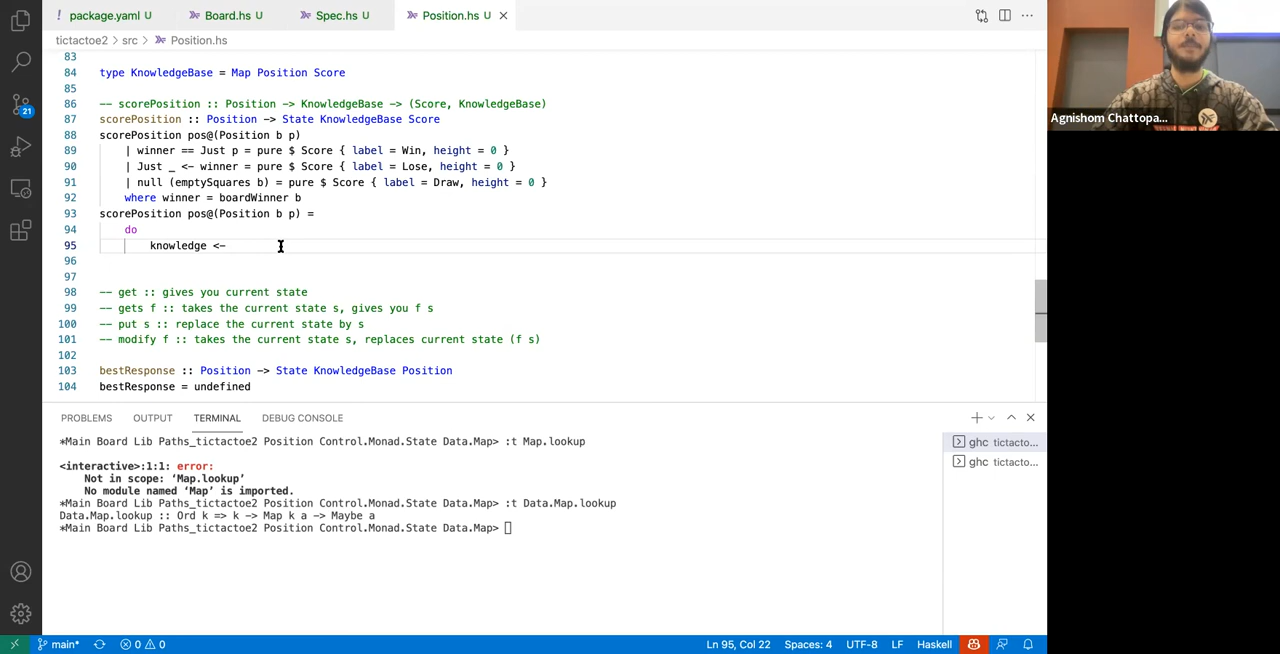 ! package.yaml U Board.hs U Spec.hs U Position.hs U
tictactoe2 > src > Position.hs
83
84 type KnowledgeBase = Map Position Score
85
86 -- scorePosition :: Position -> KnowledgeBase -> (Score, KnowledgeBase)
87 scorePosition :: Position -> State KnowledgeBase Score
88 scorePosition pos@(Position b p)
89 | winner == Just p = pure $ Score { label = Win, height = 0 }
90 | Just _ <- winner = pure $ Score { label = Lose, height = 0 }
91 | null (emptySquares b) = pure $ Score { label = Draw, height = 0 }
92 where winner = boardWinner b
93 scorePosition pos@(Position b p) =
94 do
95 knowledge <-
96
97
98 -- get :: gives you current state
99 -- gets f :: takes the current state s, gives you f s
100 -- put s :: replace the current state by s
101 -- modify f :: takes the current state s, replaces current state (f s)
102
103 bestResponse :: Position -> State KnowledgeBase Position
104 bestResponse = undefined
PROBLEMS OUTPUT TERMINAL DEBUG CONSOLE
*Main Board Lib Paths_tictactoe2 Position Control.Monad.State Data.Map> :t Map.lookup
<interactive>:1:1: error:
Not in scope: ‘Map.lookup’
No module named ‘Map’ is imported.
*Main Board Lib Paths_tictactoe2 Position Control.Monad.State Data.Map> :t Data.Map.lookup
Data.Map.lookup :: Ord k => k -> Map k a -> Maybe a
*Main Board Lib Paths_tictactoe2 Position Control.Monad.State Data.Map>
ghc tictacto...
ghc tictacto...
21
main* 0 0 Ln 95, Col 22 Spaces: 4 UTF-8 LF Haskell
Agnishom Chattopa...